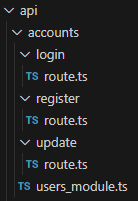 api
accounts
login
TS route.ts
register
TS route.ts
update
TS route.ts
TS users_module.ts